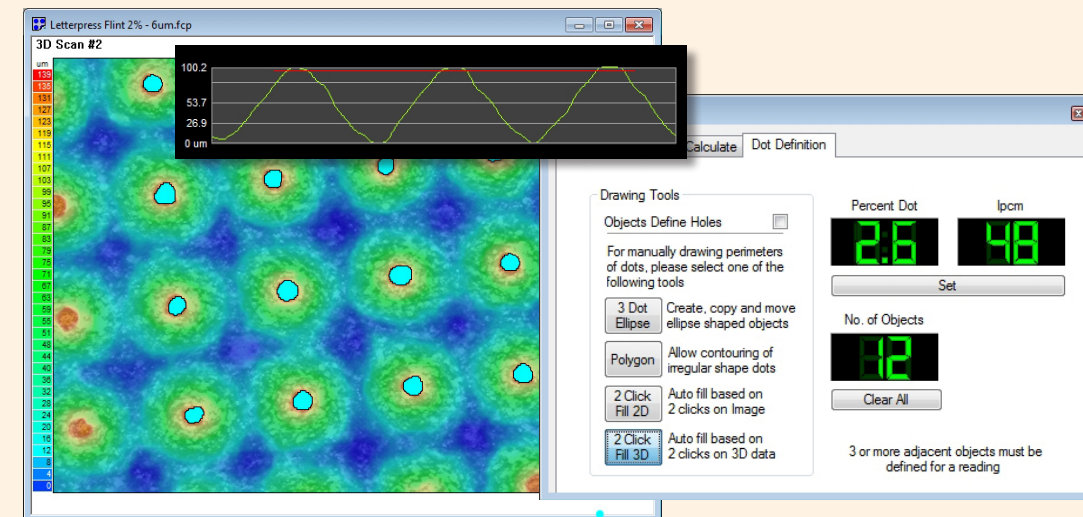 Letterpress Flint 2% - 6um.fcp
3D Scan #2
um
139
135
131
127
123
119
115
111
107
103
99
95
91
87
83
79
75
71
67
63
59
55
51
48
44
40
36
32
28
24
20
16
12
8
4
0
100.2
53.7
26.9
0 um
Calculate
Dot Definition
Drawing Tools
Objects Define Holes
For manually drawing perimeters
of dots, please select one of the
following tools
3 Dot
Ellipse
Create, copy and move
ellipse shaped objects
Polygon
Allow contouring of
irregular shape dots
2 Click
Fill 2D
Auto fill based on
2 clicks on Image
2 Click
Fill 3D
Auto fill based on
2 clicks on 3D data
Percent Dot
lpcm
2.6
48
Set
No. of Objects
12
Clear All
3 or more adjacent objects must be
defined for a reading